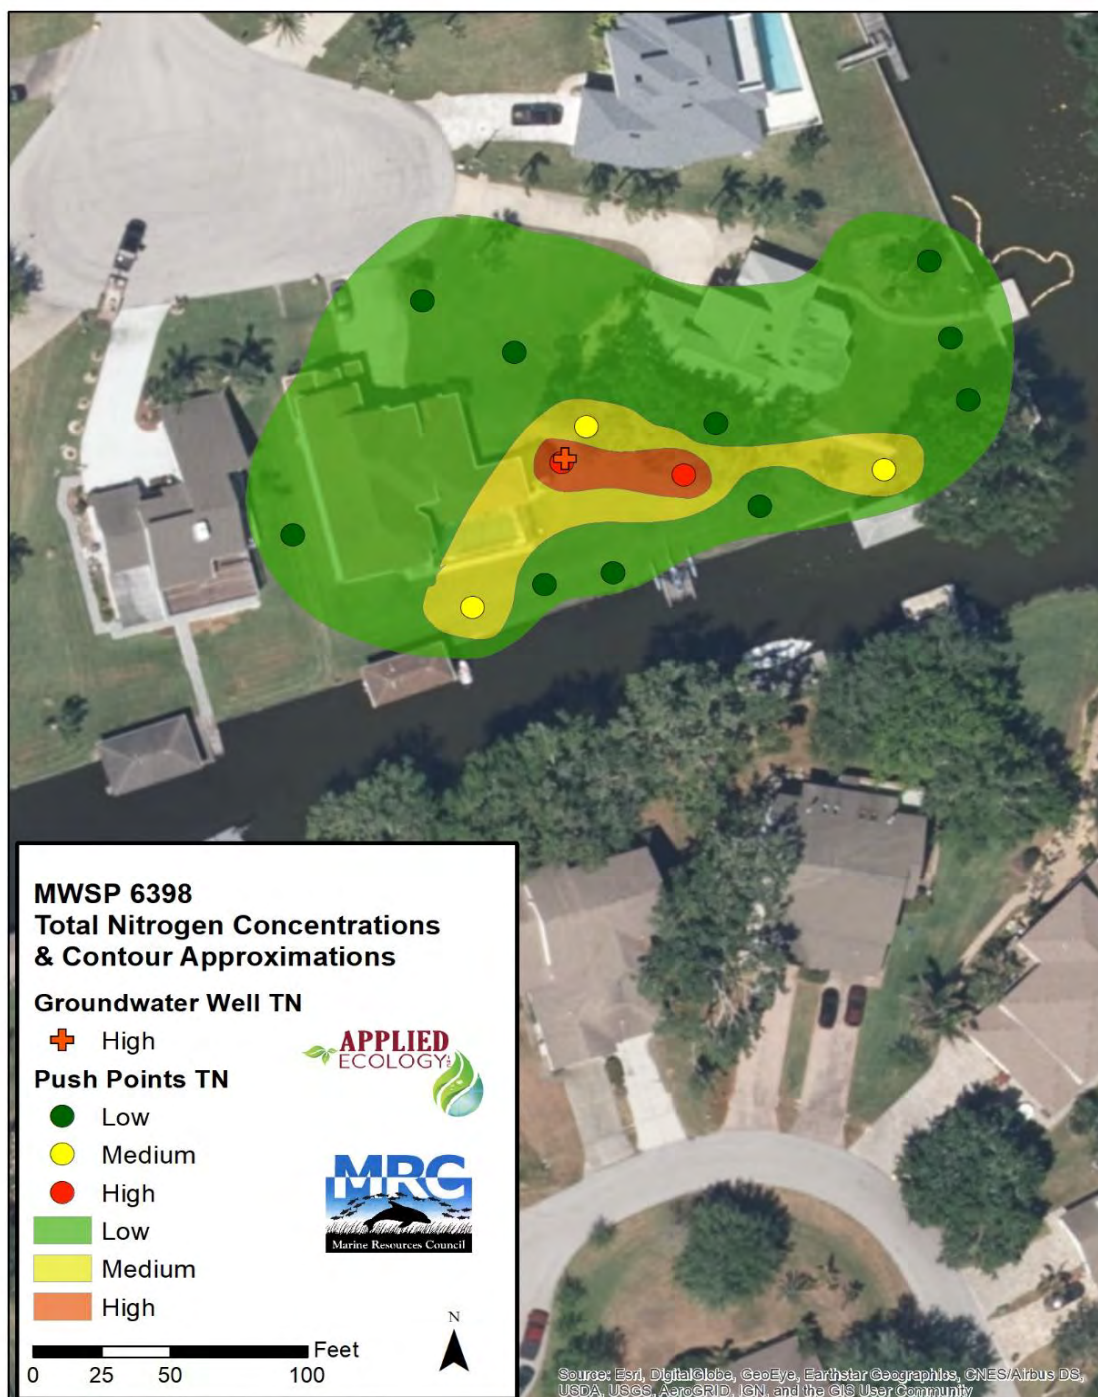 MWSP 6398
Total Nitrogen Concentrations
& Contour Approximations
Groundwater Well TN
High
APPLIED
ECOLOGY
Push Points TN
Low
Medium
High
MRC
Marine Resources Council
Low
Medium
High
N
Feet
0 25 50 100
Source: Esri, DigitalGlobe, GeoEye, Earthstar Geographics, CNES/Airbus DS,
USDA, USGS, AeroGRID, IGN, and the GIS User Community